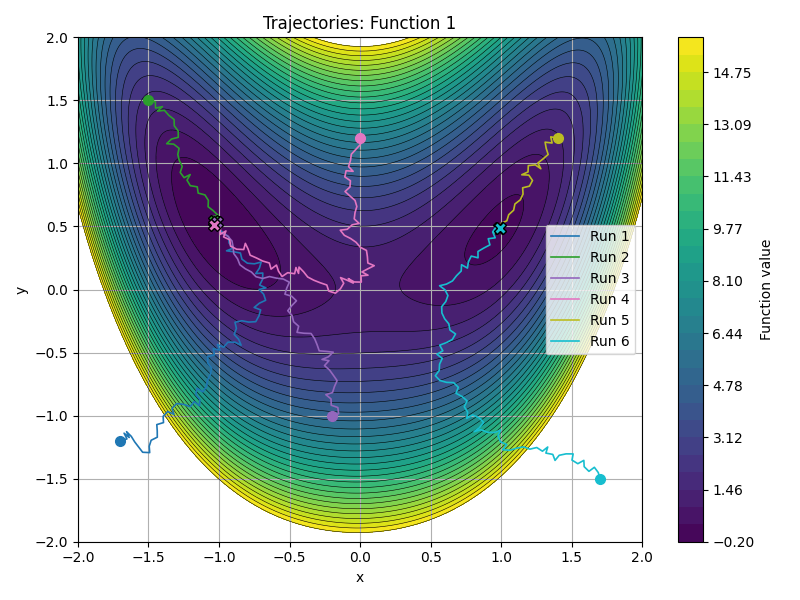 Trajectories: Function 1
2.0
1.5
1.0
0.5
0.0
−0.5
−1.0
−1.5
−2.0
y
−2.0 −1.5 −1.0 −0.5 0.0 0.5 1.0 1.5 2.0
x
Run 1
Run 2
Run 3
Run 4
Run 5
Run 6
14.75
13.09
11.43
9.77
8.10
6.44
4.78
3.12
1.46
−0.20
Function value